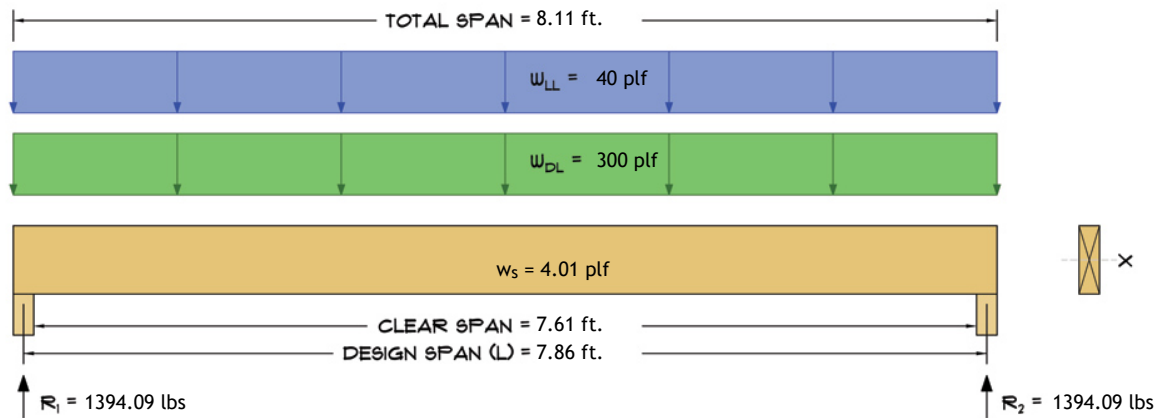 TOTAL SPAN = 8.11 ft.
wLL = 40 plf
wDL = 300 plf
ws = 4.01 plf
X
CLEAR SPAN = 7.61 ft.
DESIGN SPAN (L) = 7.86 ft.
R1 = 1394.09 lbs
R2 = 1394.09 lbs